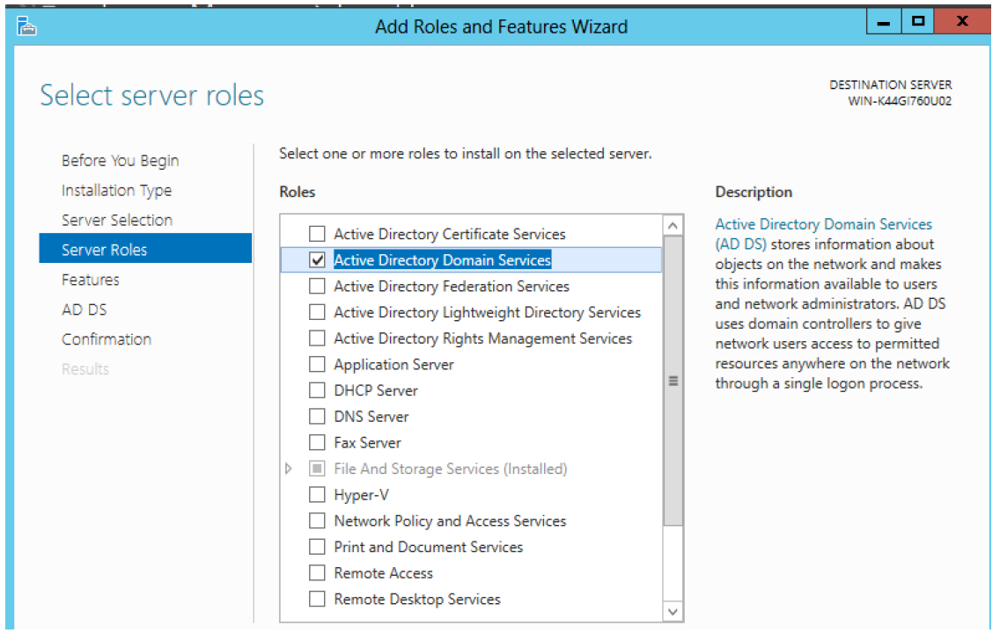 Add Roles and Features Wizard
Select server roles
DESTINATION SERVER
WIN-K44GI760U02
Before You Begin
Installation Type
Server Selection
Server Roles
Features
AD DS
Confirmation
Results
Select one or more roles to install on the selected server.
Roles
Active Directory Certificate Services
Active Directory Domain Services
Active Directory Federation Services
Active Directory Lightweight Directory Services
Active Directory Rights Management Services
Application Server
DHCP Server
DNS Server
Fax Server
File And Storage Services (Installed)
Hyper-V
Network Policy and Access Services
Print and Document Services
Remote Access
Remote Desktop Services
Description
Active Directory Domain Services
(AD DS) stores information about
objects on the network and makes
this information available to users
and network administrators. AD DS
uses domain controllers to give
network users access to permitted
resources anywhere on the network
through a single logon process.